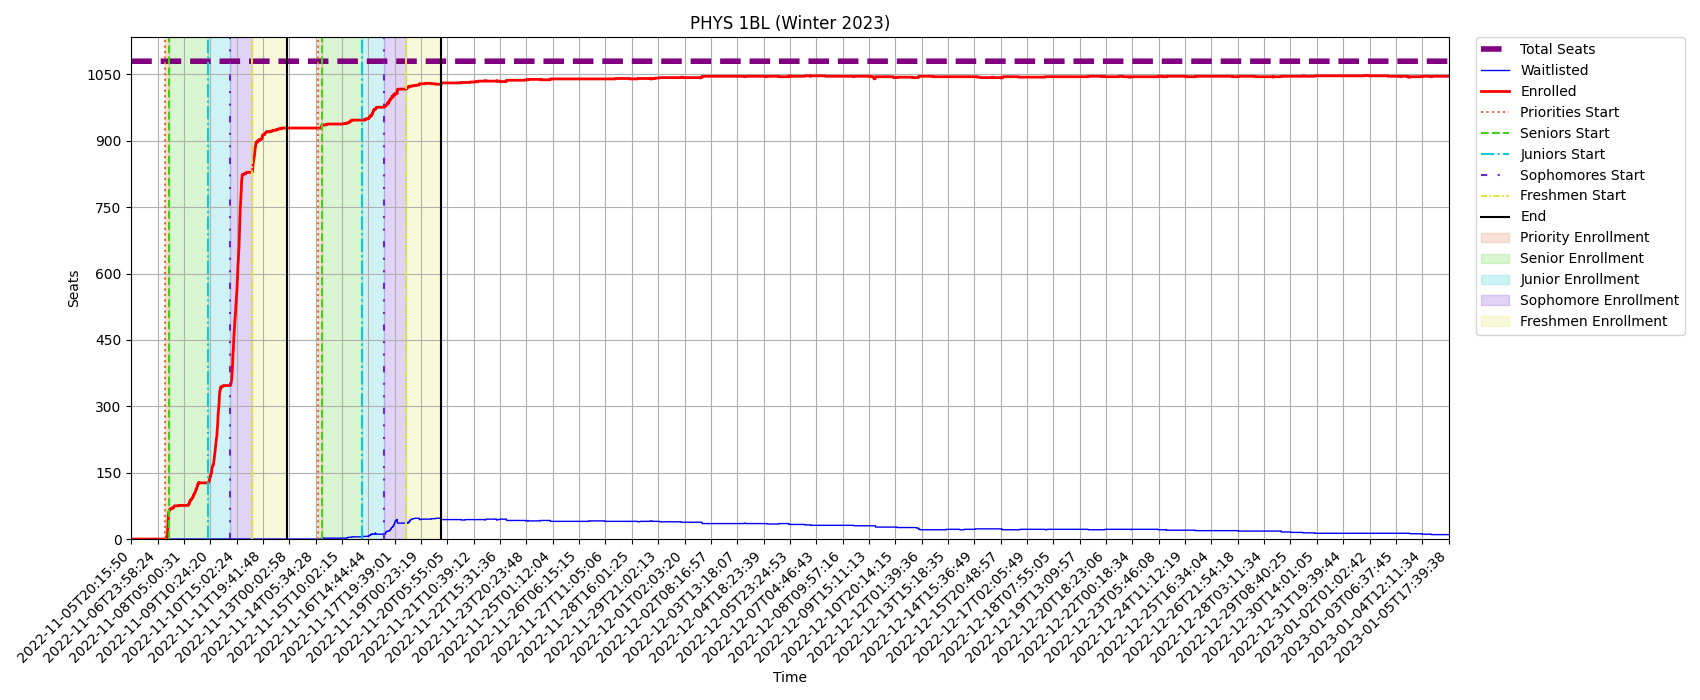 PHYS 1BL (Winter 2023)
Seats
1050
900
750
600
450
300
150
0
2022-11-05T20:15:50
2022-11-06T23:58:24
2022-11-08T05:00:31
2022-11-09T10:24:20
2022-11-10T15:02:24
2022-11-11T19:41:48
2022-11-13T00:02:58
2022-11-14T05:34:28
2022-11-15T10:02:15
2022-11-16T14:44:44
2022-11-17T19:39:01
2022-11-19T00:23:19
2022-11-20T05:55:05
2022-11-21T10:39:12
2022-11-22T15:31:36
2022-11-23T20:23:48
2022-11-25T01:12:04
2022-11-26T06:15:15
2022-11-27T11:05:06
2022-11-28T16:01:25
2022-11-29T21:02:13
2022-12-01T02:03:20
2022-12-02T08:16:57
2022-12-03T13:18:07
2022-12-04T18:23:39
2022-12-05T23:24:53
2022-12-07T04:46:43
2022-12-08T09:57:16
2022-12-09T15:11:13
2022-12-10T20:14:15
2022-12-12T01:39:36
2022-12-13T10:18:35
2022-12-14T15:36:49
2022-12-15T20:48:57
2022-12-17T02:05:49
2022-12-18T07:55:05
2022-12-19T13:09:57
2022-12-20T18:23:06
2022-12-22T00:18:34
2022-12-23T05:46:08
2022-12-24T11:12:19
2022-12-25T16:34:04
2022-12-26T21:54:18
2022-12-28T03:11:34
2022-12-29T08:40:25
2022-12-30T14:01:05
2022-12-31T19:39:44
2023-01-02T01:02:42
2023-01-03T06:37:45
2023-01-04T12:11:34
2023-01-05T17:39:38
Time
Total Seats
Waitlisted
Enrolled
Priorities Start
Seniors Start
Juniors Start
Sophomores Start
Freshmen Start
End
Priority Enrollment
Senior Enrollment
Junior Enrollment
Sophomore Enrollment
Freshmen Enrollment